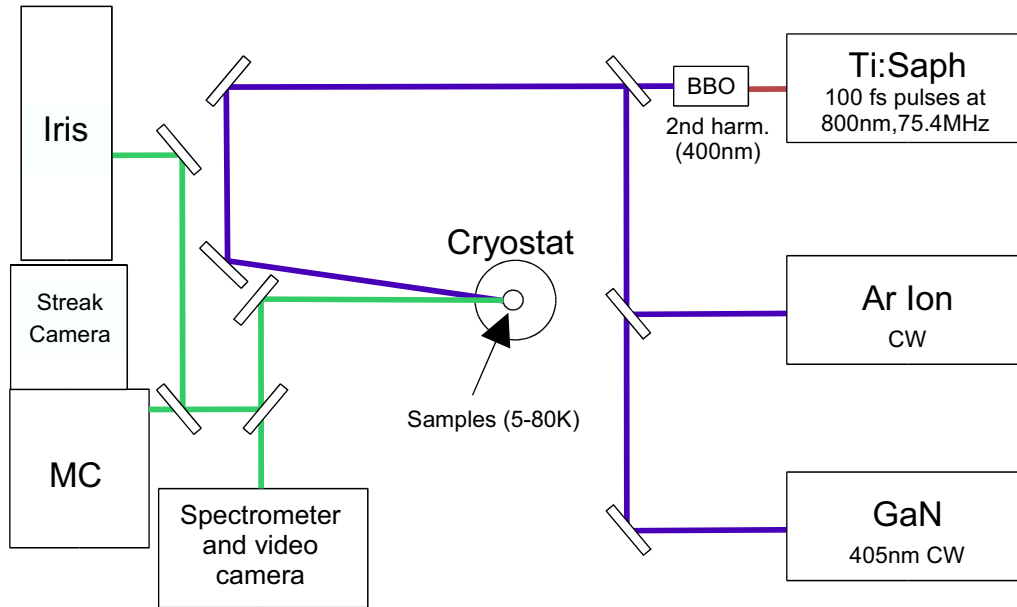 Iris
Streak
Camera
MC
Spectrometer
and video
camera
Cryostat
Samples (5-80K)
BBO
2nd harm.
(400nm)
Ti:Saph
100 fs pulses at
800nm,75.4MHz
Ar Ion
CW
GaN
405nm CW